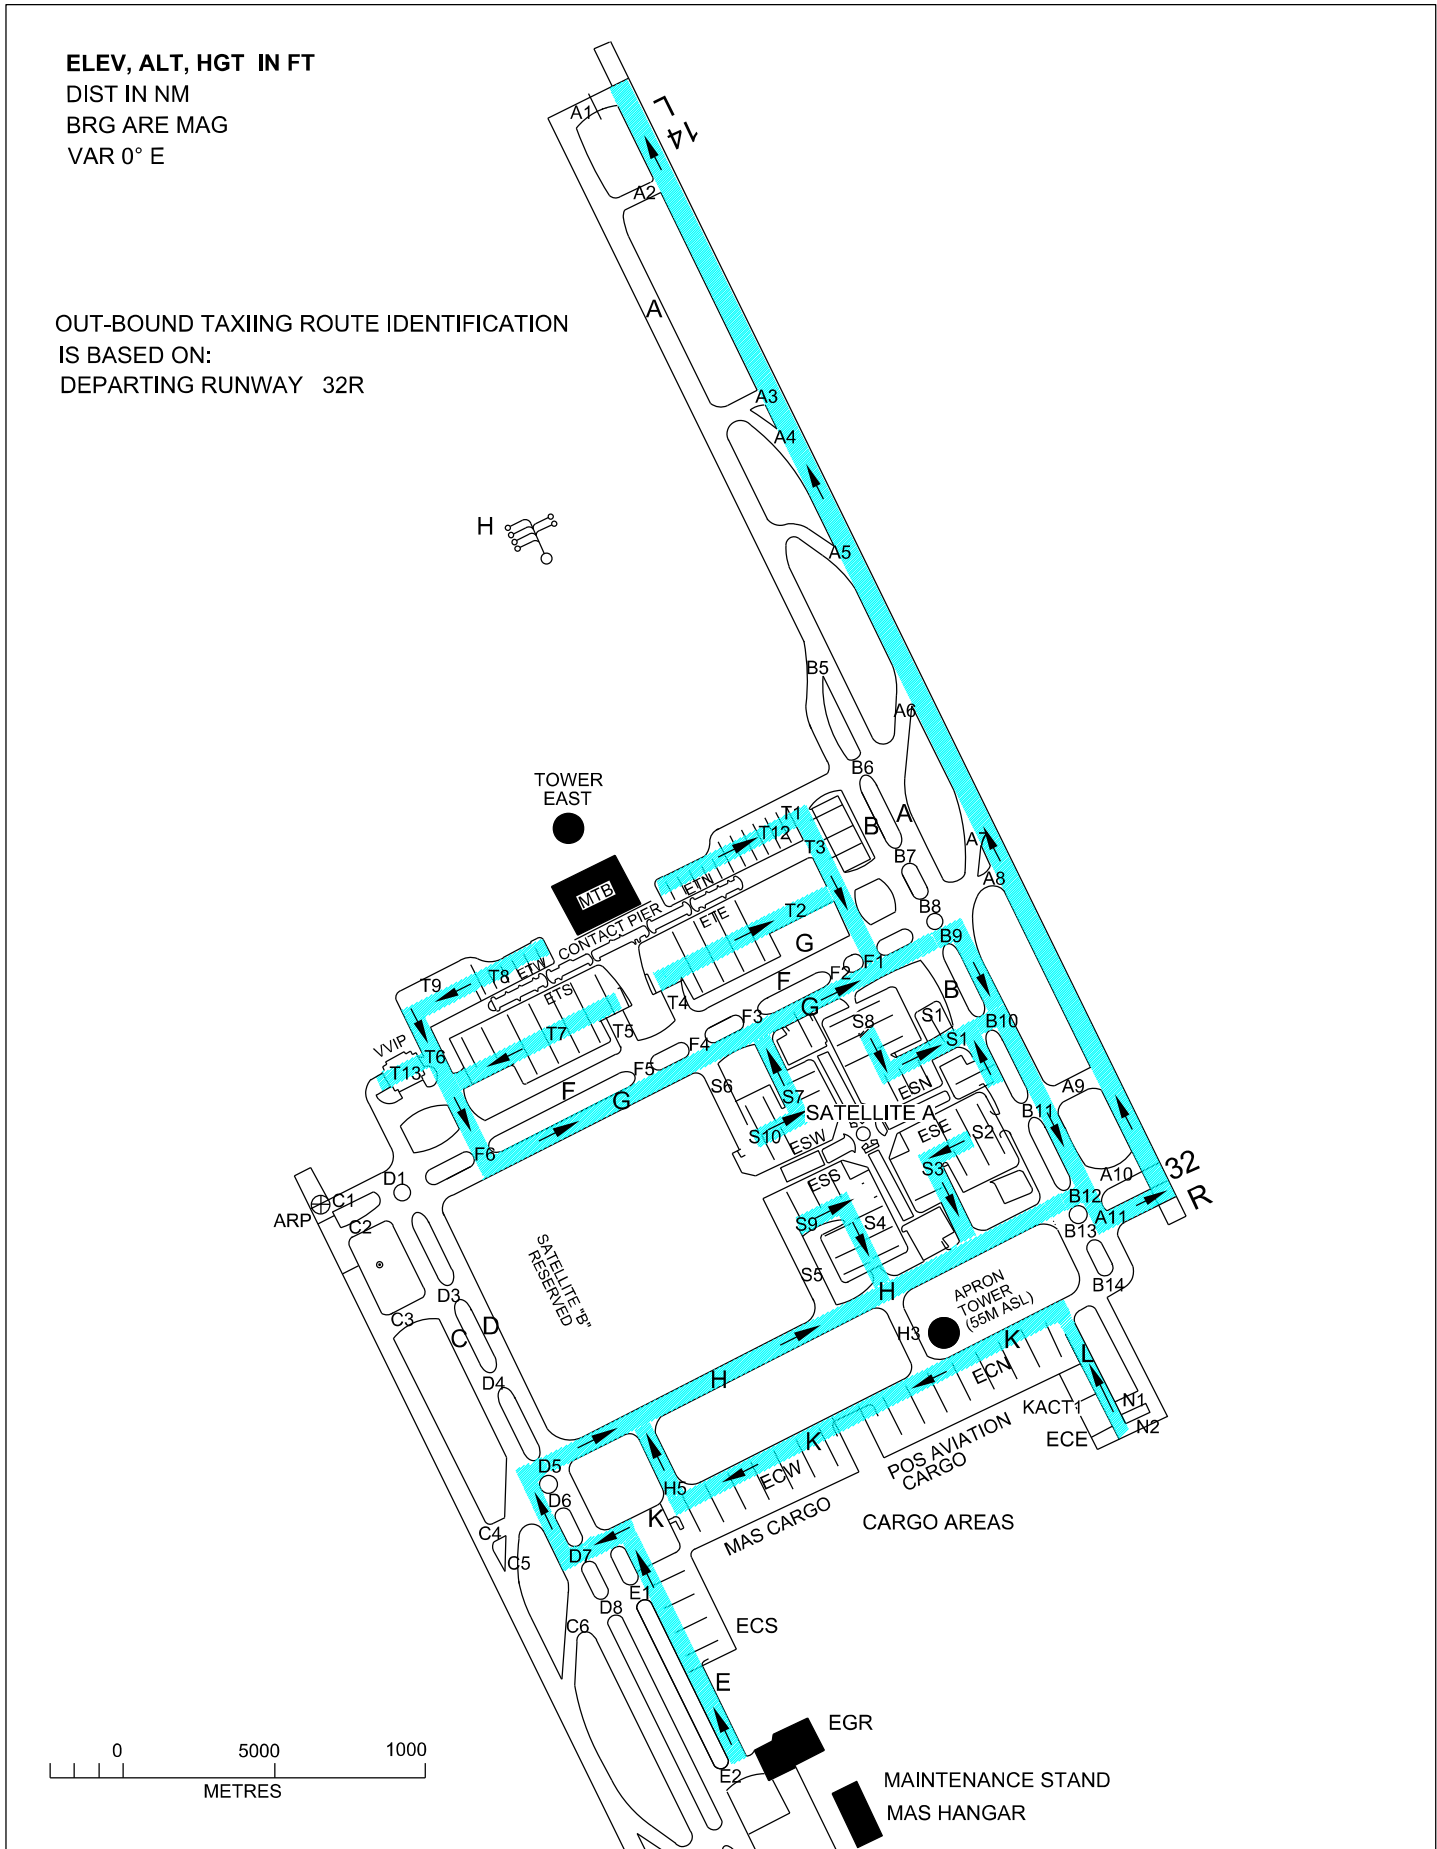 ELEV, ALT, HGT IN FT
DIST IN NM
BRG ARE MAG
VAR 0° E
A1
14
L
A2
A
OUT-BOUND TAXIING ROUTE IDENTIFICATION
IS BASED ON:
DEPARTING RUNWAY 32R
A3
A4
H
A5
B5
A6
B6
TOWER
EAST
T1
T12
B
A
T3
A7
B7
A8
MTB
ETN
CONTACT PIER
ETE
T2
B8
G
B9
F1
T8
ETW
T9
ETS
F2
F
B
T4
G
F3
S8
S1
B10
T7
T5
S1
VVIP
T6
F4
T13
F5
S6
F
G
S7
ESN
A9
SATELLITE A
B11
S10
ESW
ESE
S2
F6
S3
ESS
A10
32
R
D1
C1
ARP
C2
S9
S4
B12
A11
B13
SATELLITE "B"
RESERVED
S5
H
APRON
TOWER
(55M ASL)
B14
D3
C3
C
D
H3
K
L
H
ECN
D4
KACT1
N1
ECE
N2
K
POS AVIATION
CARGO
D5
ECW
H5
D6
K
MAS CARGO
CARGO AREAS
C4
C5
D7
E1
D8
C6
ECS
E
EGR
0
5000
1000
METRES
E2
MAINTENANCE STAND
MAS HANGAR